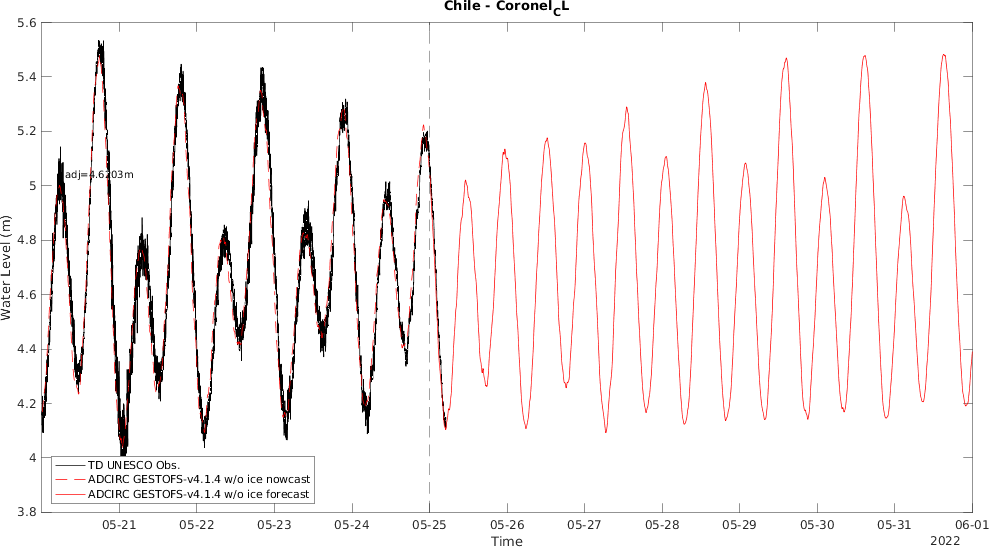 Chile - Coronel_CL
5.6
5.4
5.2
5
4.8
4.6
4.4
4.2
4
3.8
Water Level (m)
adj=4.6203m
TD UNESCO Obs.
ADCIRC GESTOFS-v4.1.4 w/o ice nowcast
ADCIRC GESTOFS-v4.1.4 w/o ice forecast
05-21 05-22 05-23 05-24 05-25 05-26 05-27 05-28 05-29 05-30 05-31 06-01
Time
2022